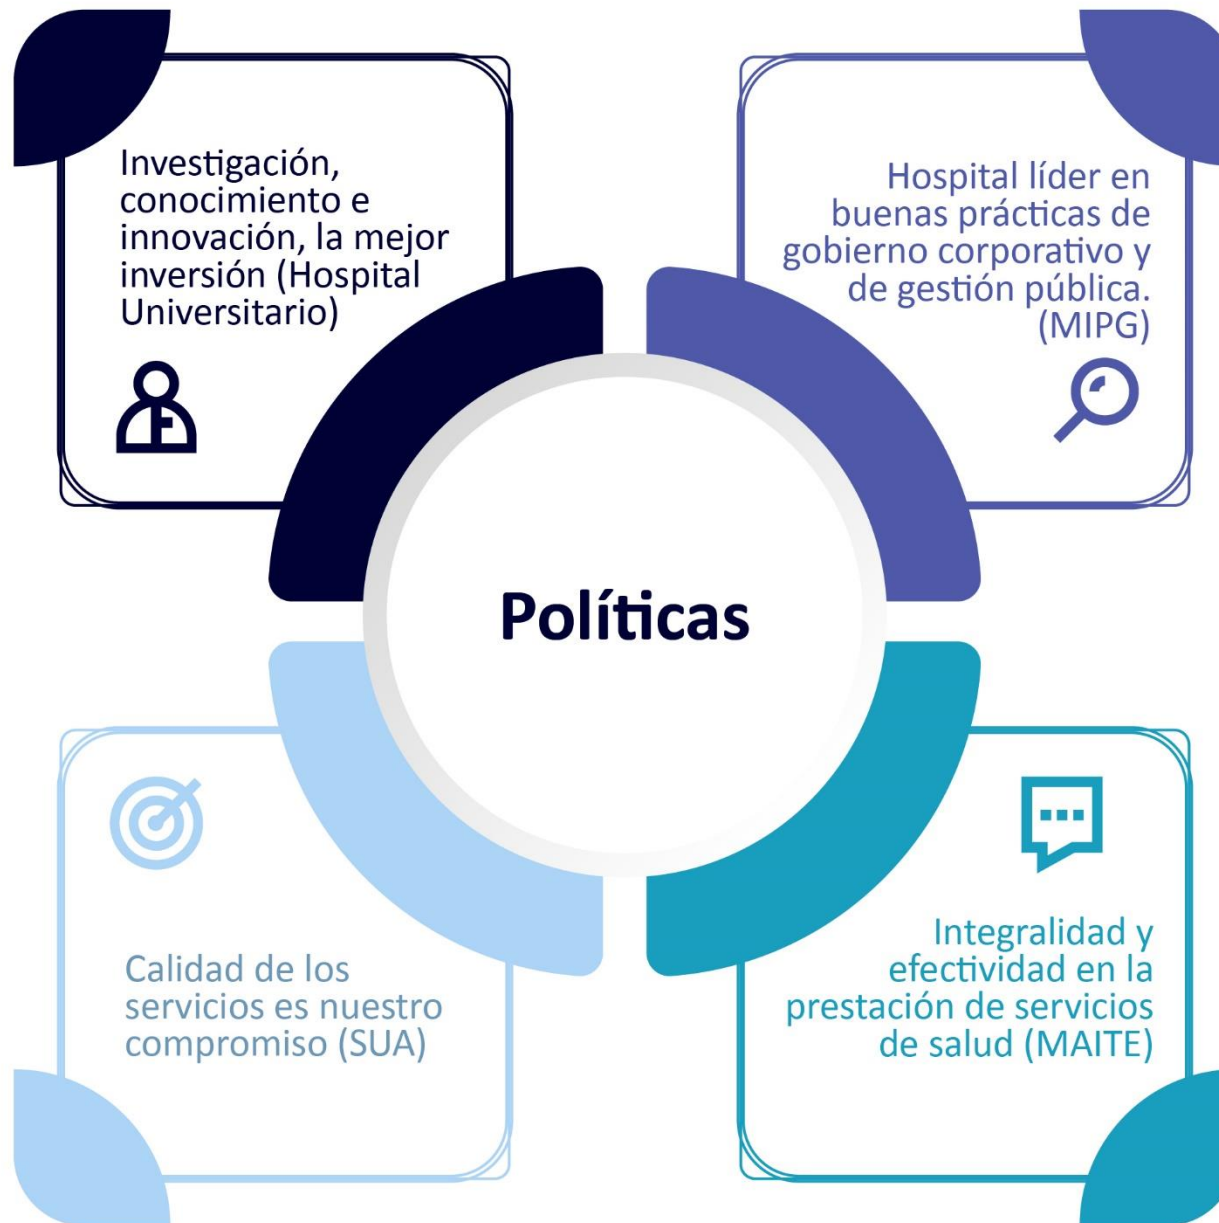 Investigación,
conocimiento e
innovación, la mejor
inversión (Hospital
Universitario)
Hospital líder en
buenas prácticas de
gobierno corporativo y
de gestión pública.
(MIPG)
Políticas
Calidad de los
servicios es nuestro
compromiso (SUA)
Integralidad y
efectividad en la
prestación de servicios
de salud (MAITE)